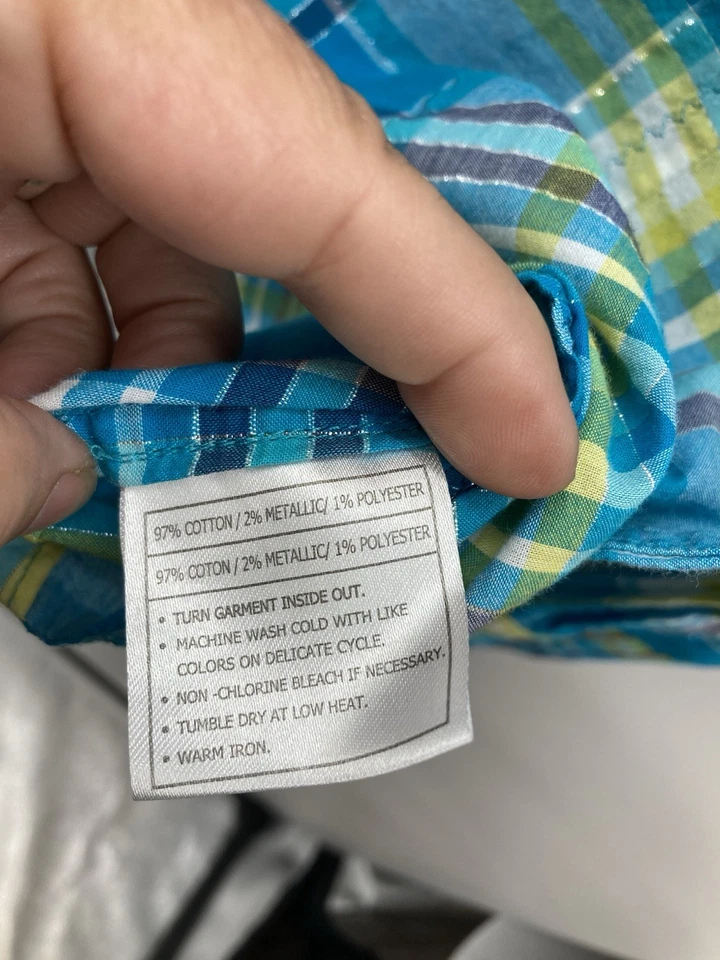 97% COTTON / 2% METALLIC/ 1% POLYESTER
97% COTON / 2% METALLIC/ 1% POLYESTER
• TURN GARMENT INSIDE OUT.
• MACHINE WASH COLD WITH LIKE
COLORS ON DELICATE CYCLE.
• NON -CHLORINE BLEACH IF NECESSARY.
• TUMBLE DRY AT LOW HEAT.
• WARM IRON.